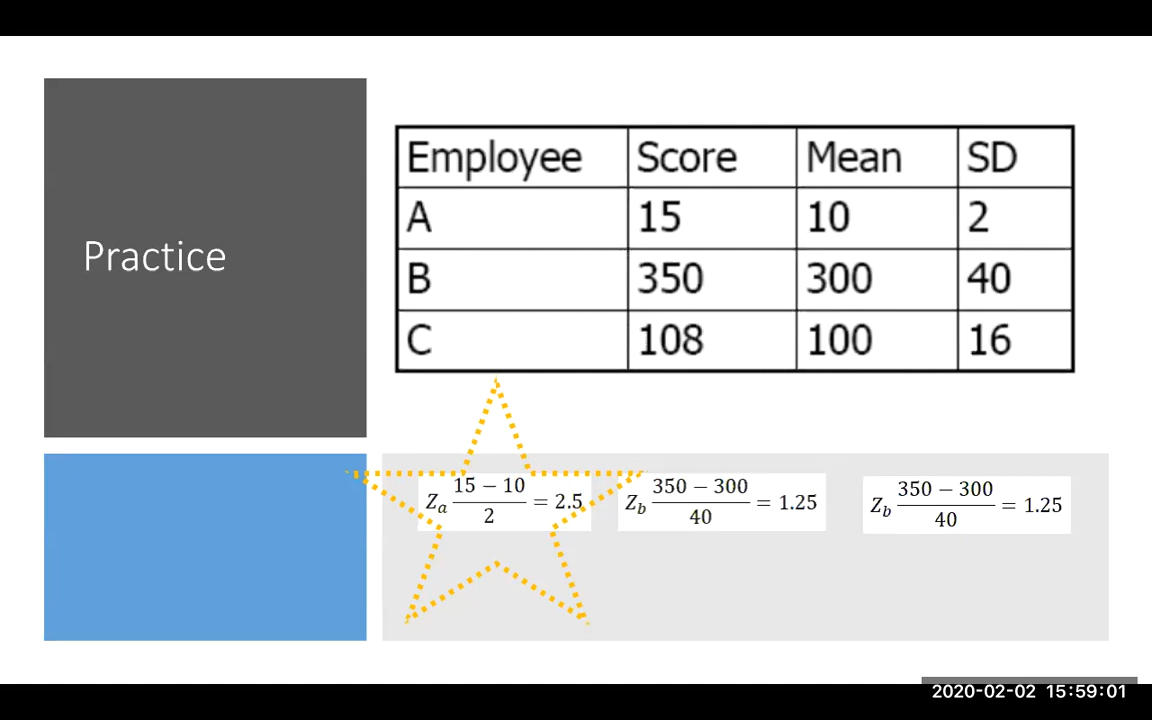 Practice
Employee Score Mean SD
A 15 10 2
B 350 300 40
C 108 100 16
Zₐ (15 − 10)/2 = 2.5
Z_b (350 − 300)/40 = 1.25
Z_b (350 − 300)/40 = 1.25
2020-02-02 15:59:01